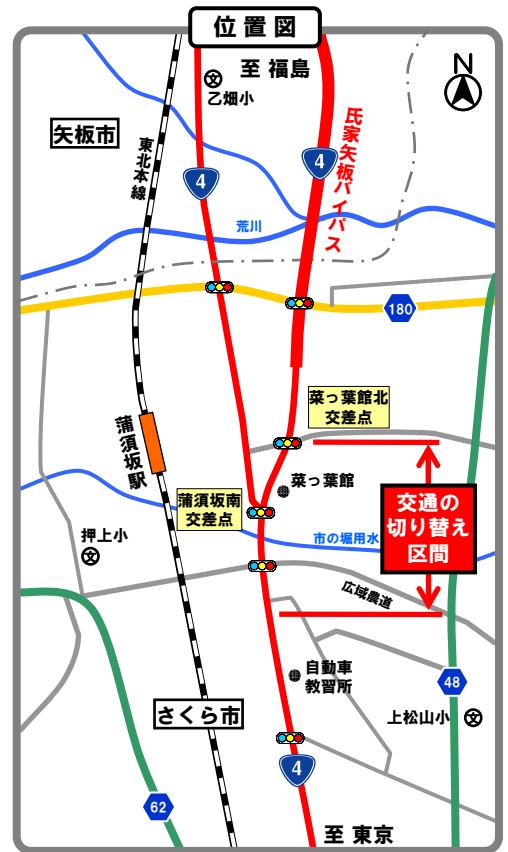 位置図
至 福島
N
乙畑小
矢板市
東北本線
氏家矢板バイパス
4
4
荒川
180
菜っ葉館北
交差点
蒲須坂駅
菜っ葉館
蒲須坂南
交差点
交通の
切り替え
区間
押上小
市の堀用水
広域農道
自動車
教習所
48
さくら市
上松山小
4
62
至 東京